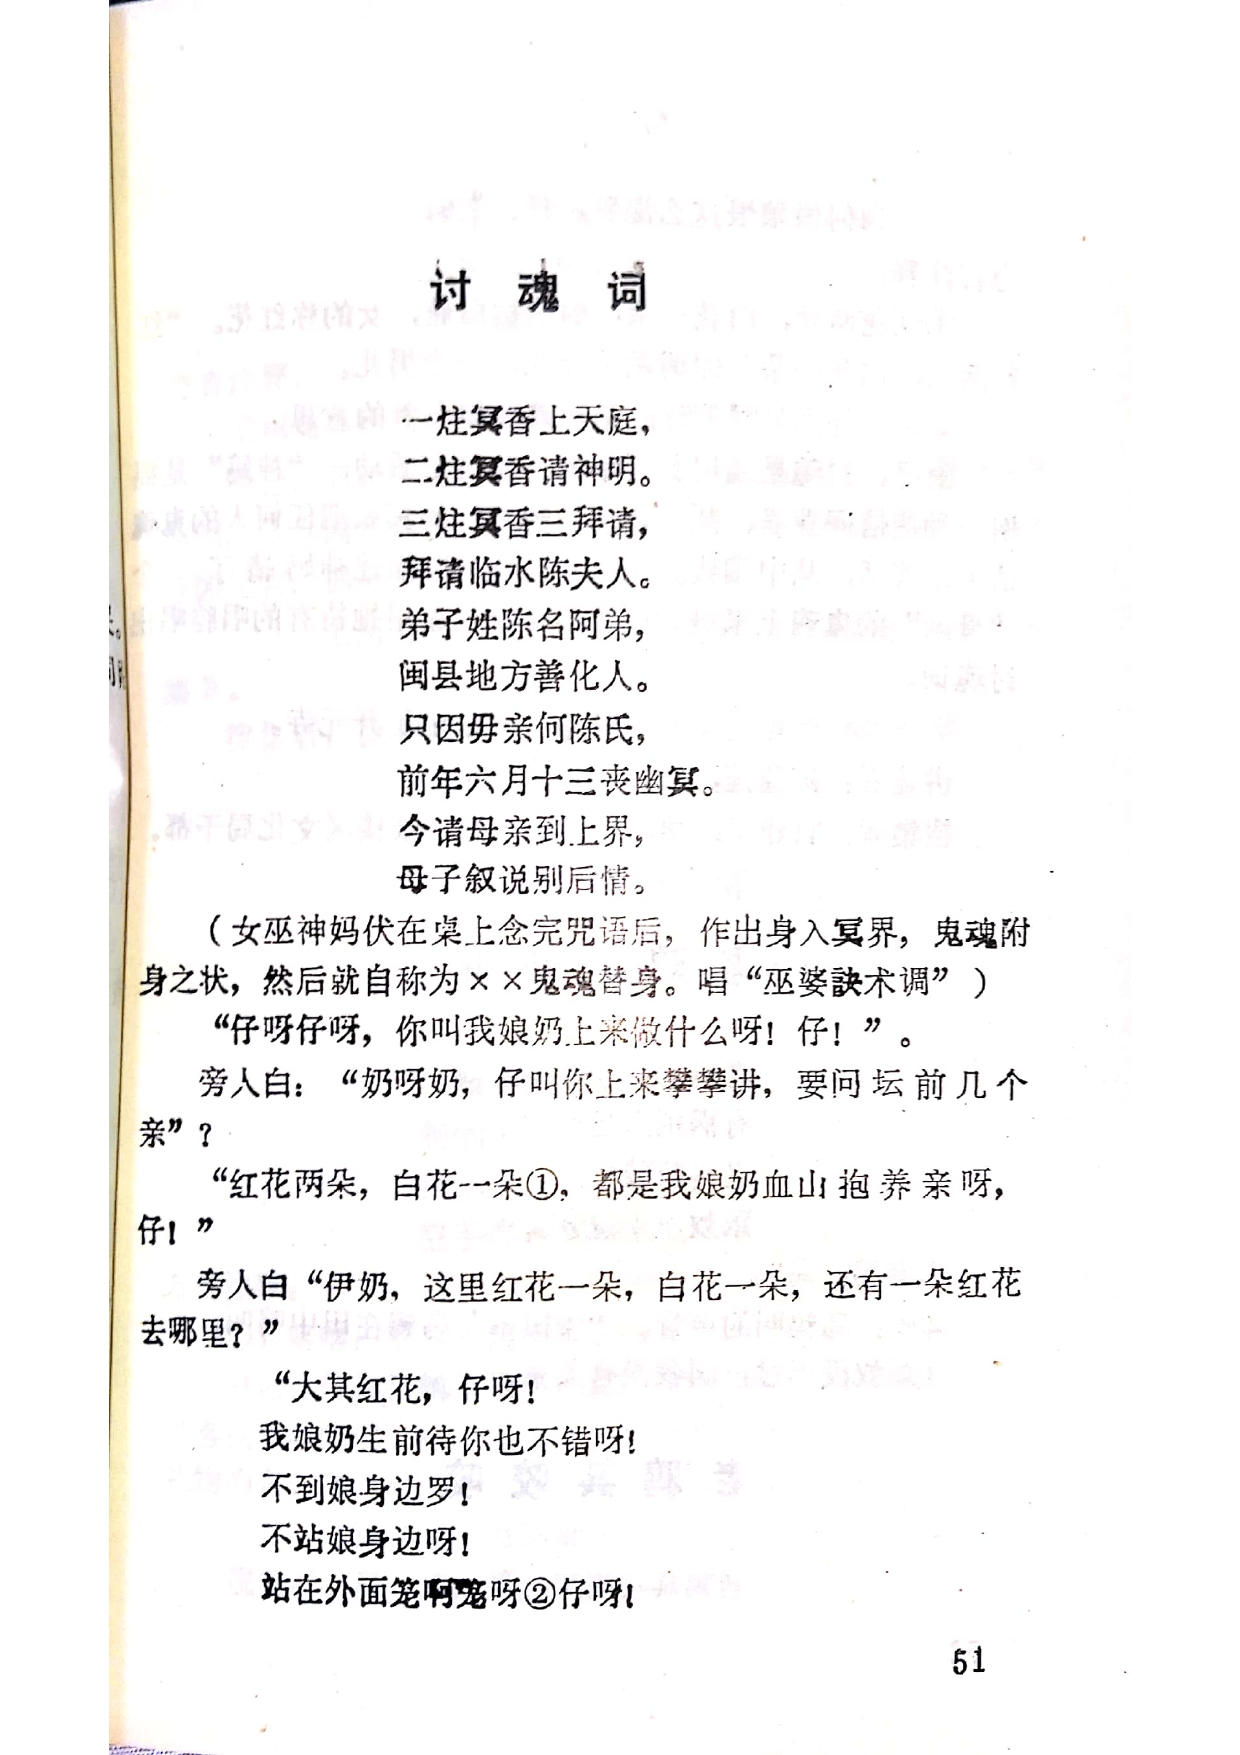 讨魂词
一炷冥香上天庭，
二炷冥香请神明。
三炷冥香三拜请，
拜请临水陈夫人。
弟子姓陈名阿弟，
闽县地方善化人。
只因毋亲何陈氏，
前年六月十三丧幽冥。
今请母亲到上界，
母子叙说别后情。
（女巫神妈伏在桌上念完咒语后，作出身入冥界，鬼魂附
身之状，然后就自称为××鬼魂替身。唱“巫婆訣术调”）
“仔呀仔呀，你叫我娘奶上来做什么呀！仔！”。
旁人白：“奶呀奶，仔叫你上来攀攀讲，要问坛前几个
亲”？
“红花两朵，白花一朵①，都是我娘奶血山抱养亲呀，
仔！”
旁人白“伊奶，这里红花一朵，白花一朵，还有一朵红花
去哪里？”
“大其红花，仔呀！
我娘奶生前待你也不错呀！
不到娘身边罗！
不站娘身边呀！
站在外面笼啊笼呀②仔呀！
51